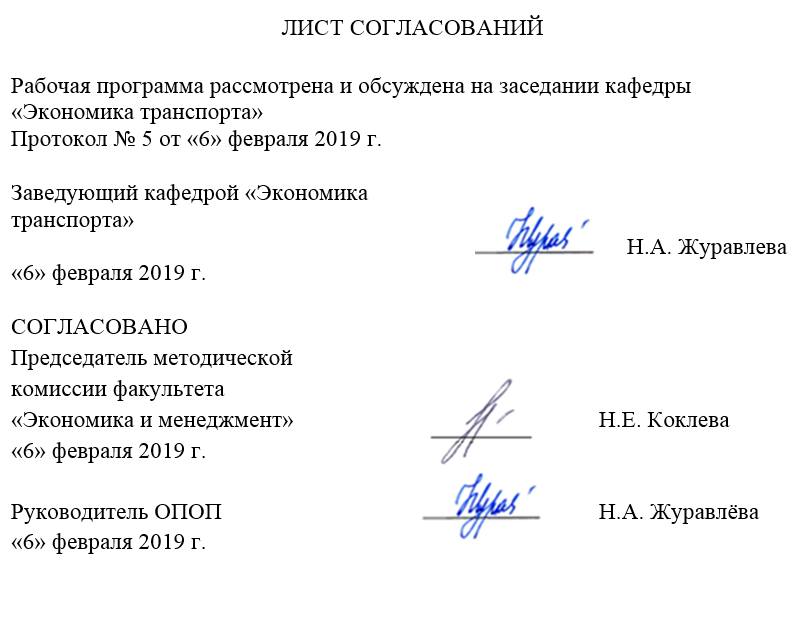 ЛИСТ СОГЛАСОВАНИЙ
Рабочая программа рассмотрена и обсуждена на заседании кафедры
«Экономика транспорта»
Протокол № 5 от «6» февраля 2019 г.
Заведующий кафедрой «Экономика
транспорта»
Н.А. Журавлева
«6» февраля 2019 г.
СОГЛАСОВАНО
Председатель методической
комиссии факультета
«Экономика и менеджмент» Н.Е. Коклева
«6» февраля 2019 г.
Руководитель ОПОП Н.А. Журавлёва
«6» февраля 2019 г.